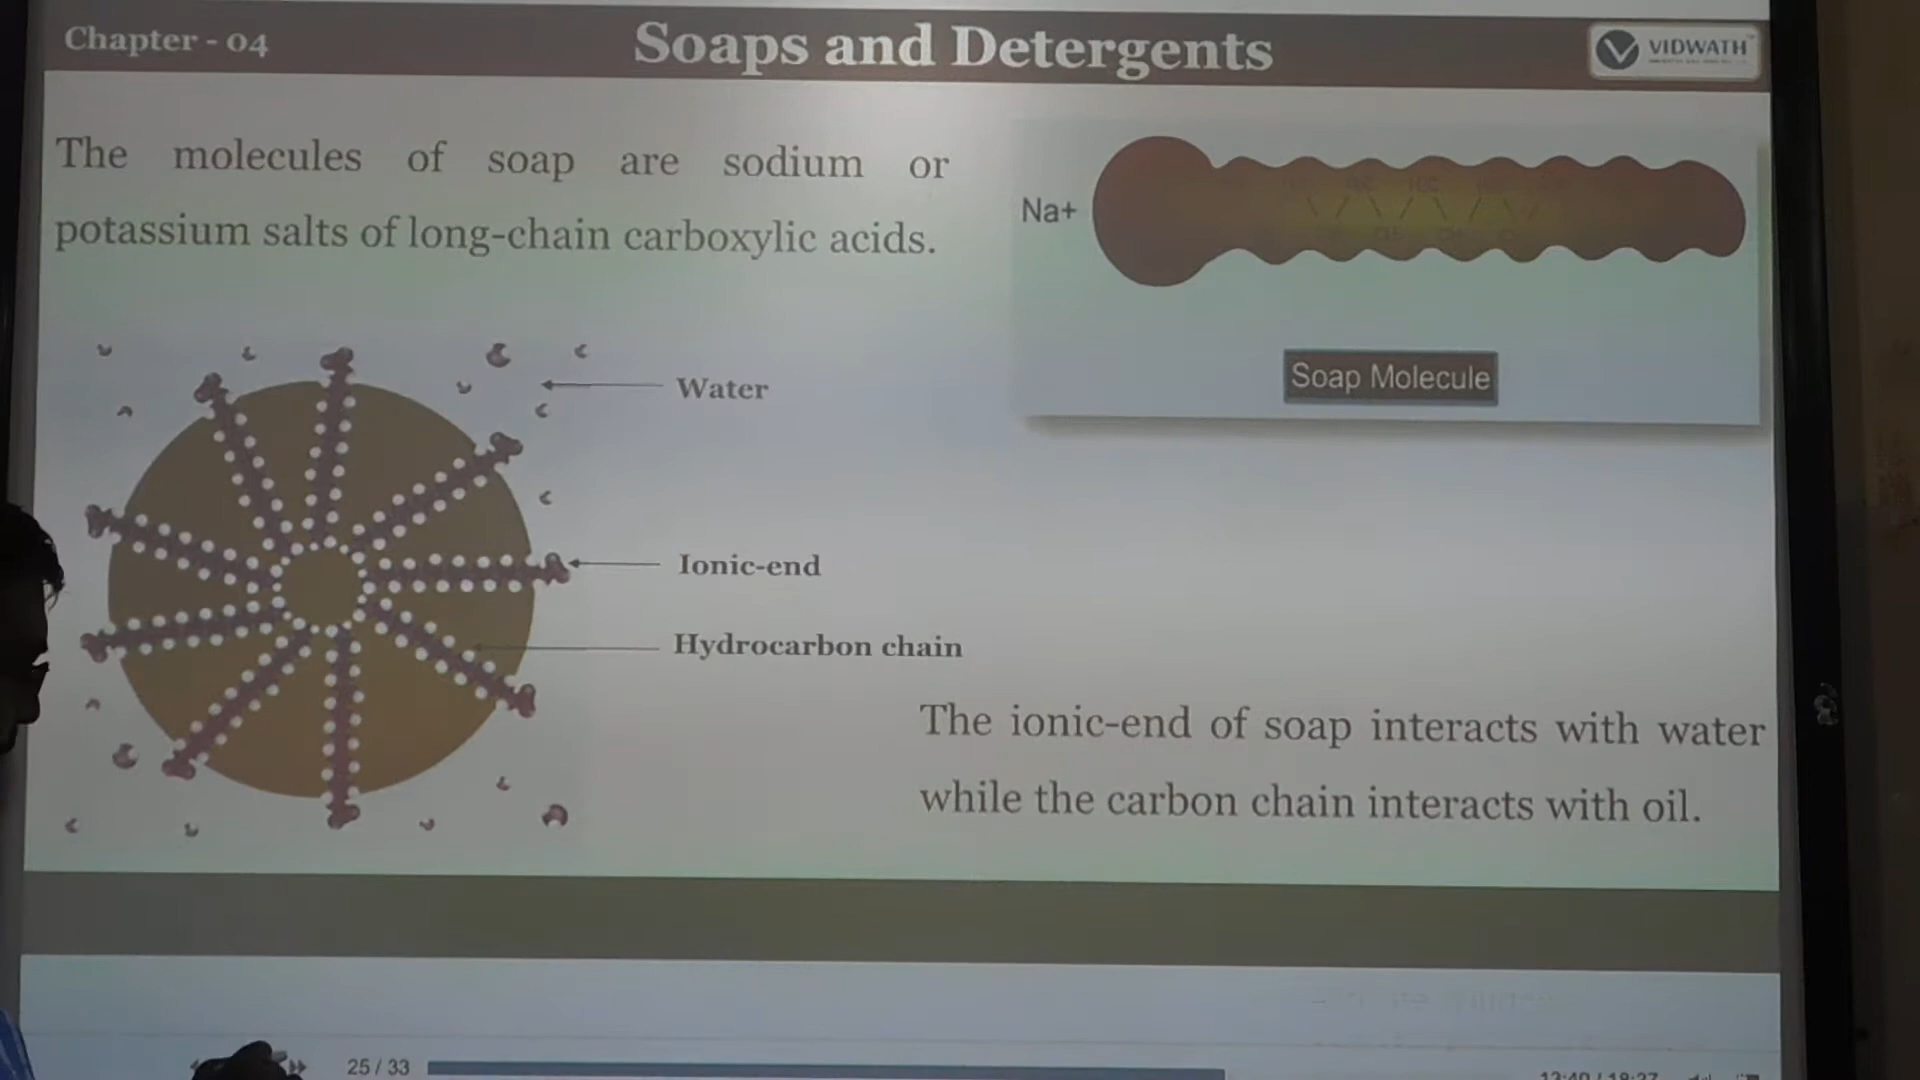 Chapter - 04
Soaps and Detergents
VIDWATH
The molecules of soap are sodium or
potassium salts of long-chain carboxylic acids.
Na+
Soap Molecule
Water
Ionic-end
Hydrocarbon chain
The ionic-end of soap interacts with water
while the carbon chain interacts with oil.
25 / 33